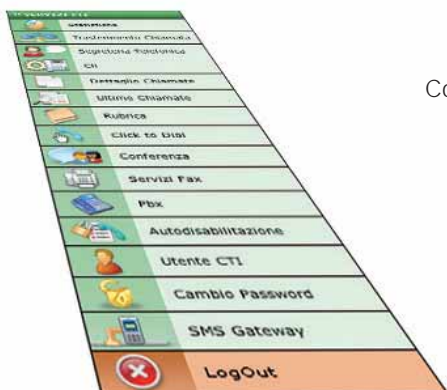 Trasferimento Chiamata
Segreteria Telefonica
CLI
Dettaglio Chiamate
Ultime Chiamate
Rubrica
Click to Dial
Conferenza
Servizi Fax
Pbx
Autodisabilitazione
Utente CTI
Cambio Password
SMS Gateway
LogOut
Co